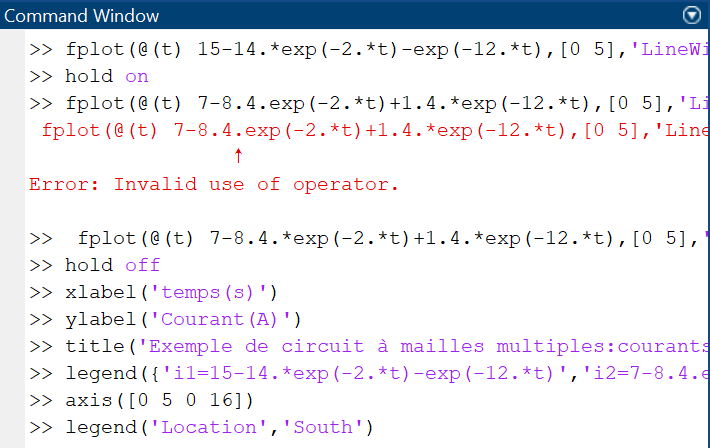 Command Window
>> fplot(@(t) 15-14.*exp(-2.*t)-exp(-12.*t),[0 5],'LineWi
>> hold on
>> fplot(@(t) 7-8.4.exp(-2.*t)+1.4.*exp(-12.*t),[0 5],'Li
fplot(@(t) 7-8.4.exp(-2.*t)+1.4.*exp(-12.*t),[0 5],'Line
↑
Error: Invalid use of operator.
>> fplot(@(t) 7-8.4.*exp(-2.*t)+1.4.*exp(-12.*t),[0 5],'
>> hold off
>> xlabel('temps(s)')
>> ylabel('Courant(A)')
>> title('Exemple de circuit à mailles multiples:courants
>> legend({'i1=15-14.*exp(-2.*t)-exp(-12.*t)','i2=7-8.4.e
>> axis([0 5 0 16])
>> legend('Location','South')